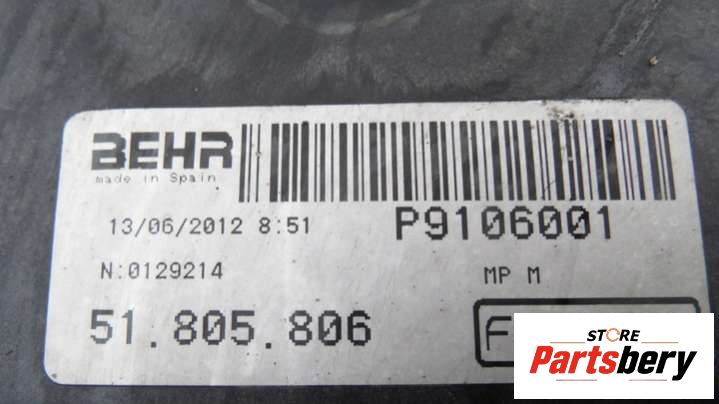 BEHR
made in Spain
13/06/2012 8:51
P9106001
N:0129214
MP M
51.805.806
STORE
Partsbery